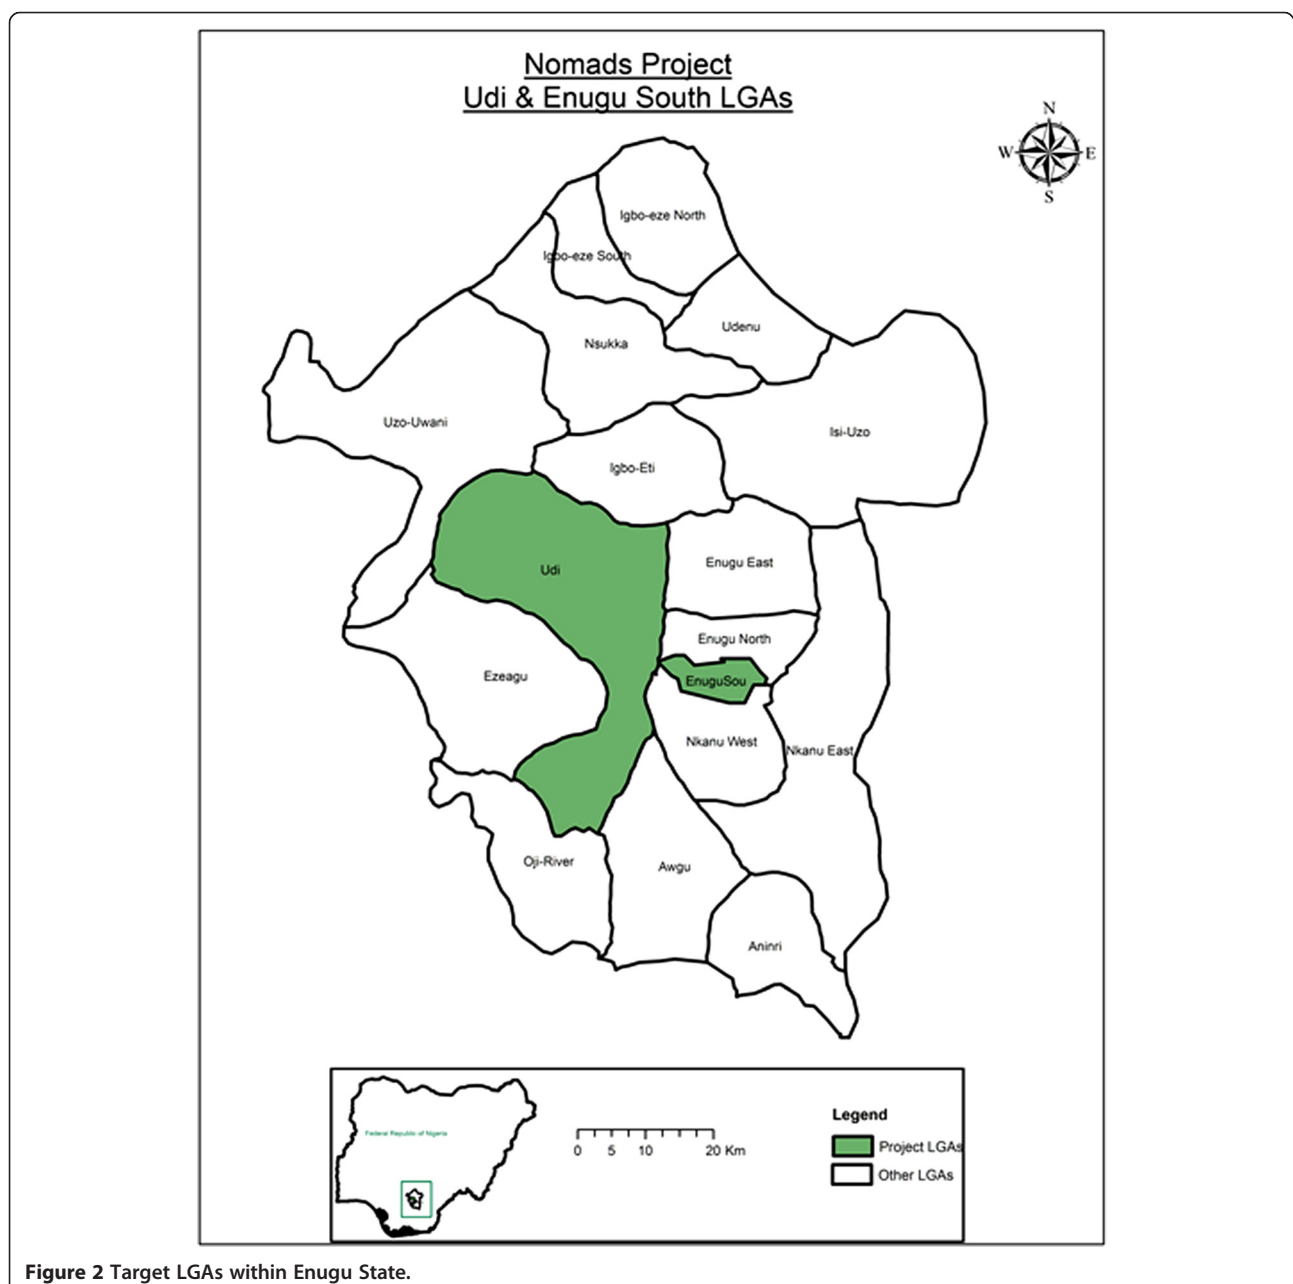 Nomads Project
Udi & Enugu South LGAs
N
W
E
S
Igbo-eze North
Igbo-eze South
Udenu
Nsukka
Uzo-Uwani
Isi-Uzo
Igbo-Eti
Enugu East
Udi
Enugu North
Ezeagu
EnuguSou
Nkanu West
Nkanu East
Oji-River
Awgu
Aninri
Federal Republic of Nigeria
0 5 10 20 Km
Legend
Project LGAs
Other LGAs
Figure 2 Target LGAs within Enugu State.